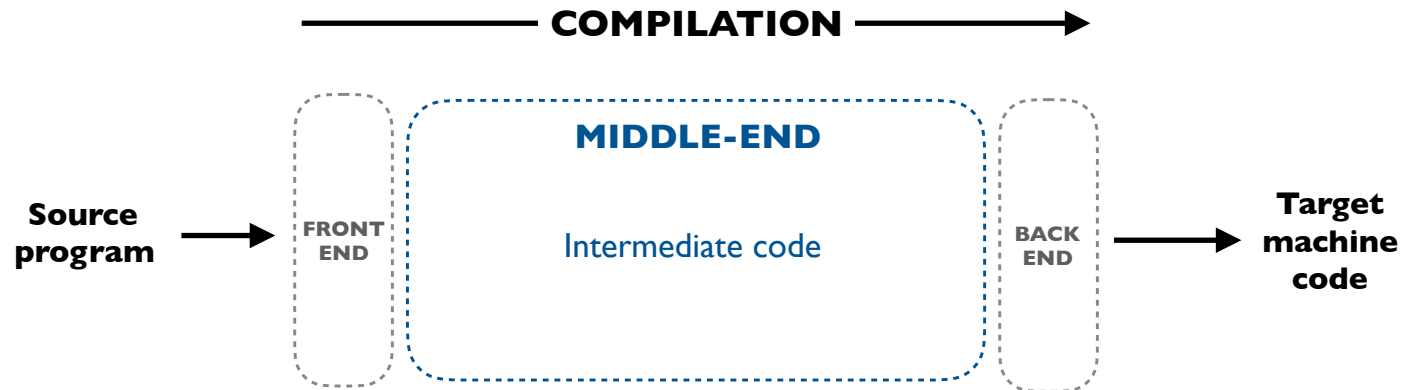 COMPILATION
MIDDLE-END
Source
program
FRONT
END
Intermediate code
BACK
END
Target
machine
code